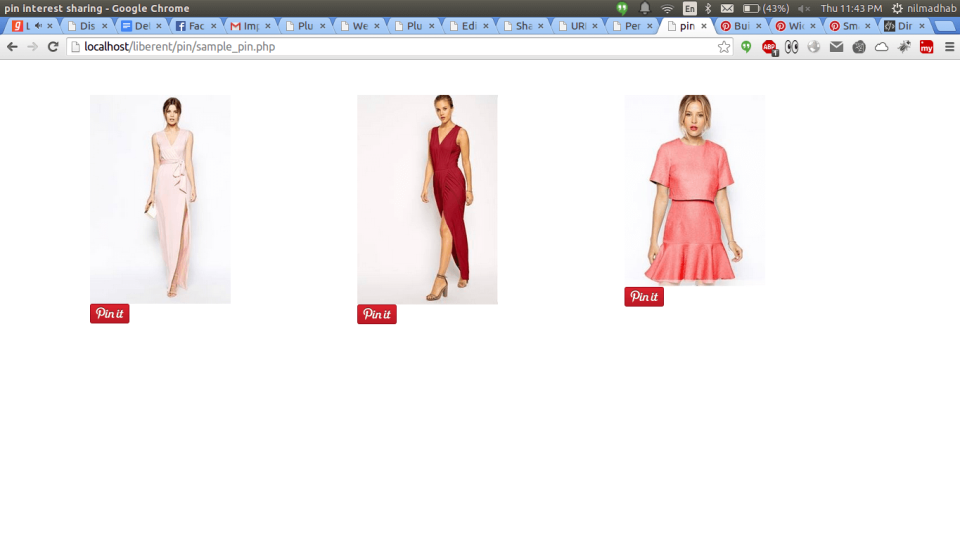 pin interest sharing - Google Chrome
En (43%) Thu 11:43 PM nilmadhab
L Dis Del Fac Imp Plu We Plu Edi Sha URI Per pin Bui Wid Sm Dir
localhost/liberent/pin/sample_pin.php
ABP 1 my
Pin it
Pin it
Pin it